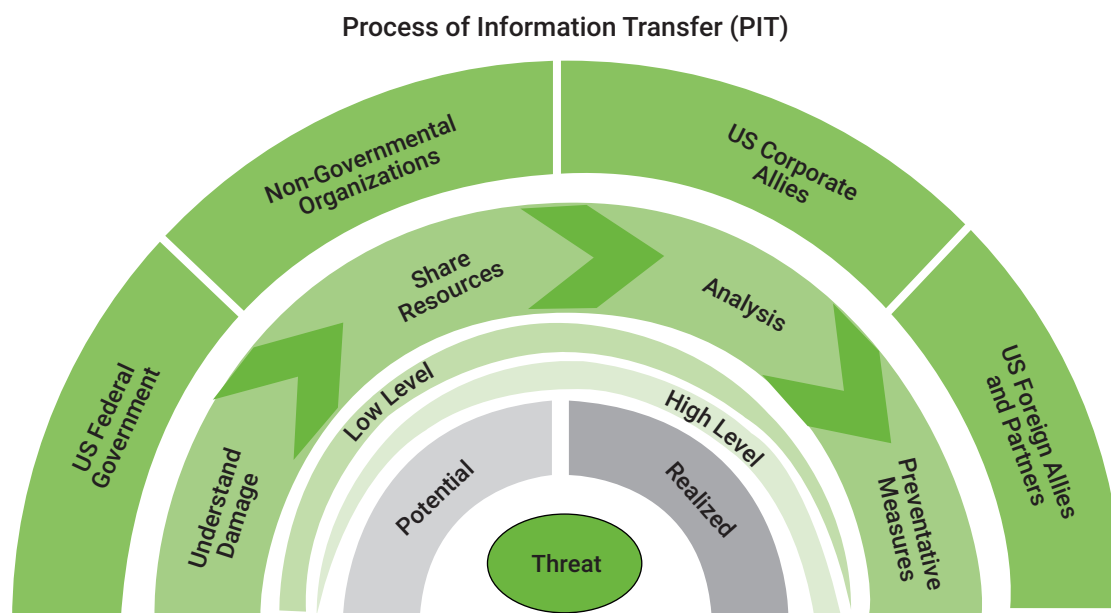 Process of Information Transfer (PIT)
US Federal
Government
Non-Governmental
Organizations
US Corporate
Allies
US Foreign Allies
and Partners
Understand
Damage
Share
Resources
Analysis
Preventative
Measures
Low Level
High Level
Potential
Realized
Threat